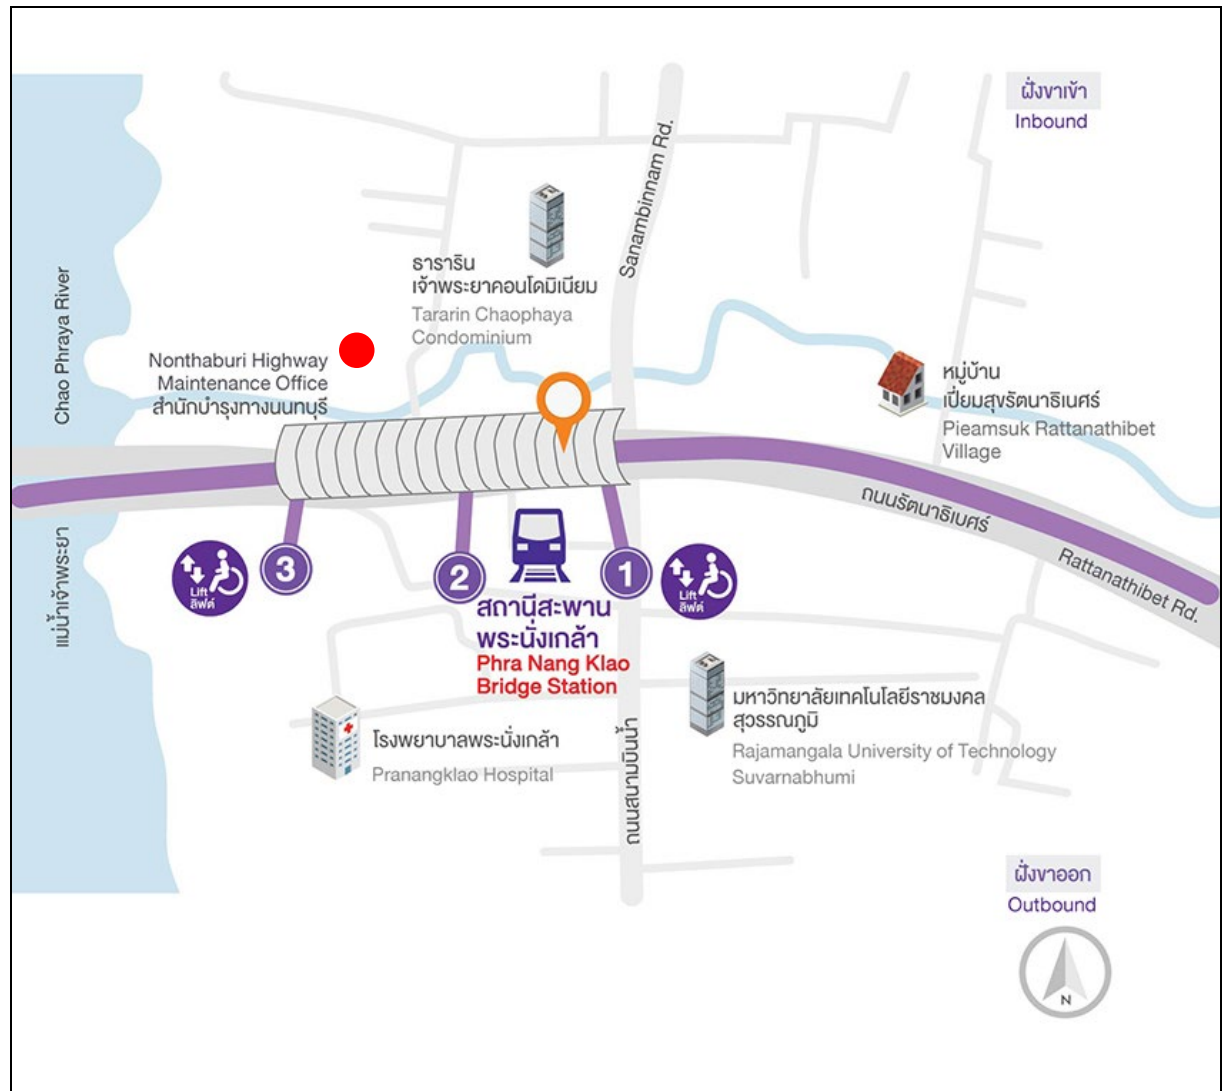 ฝั่งขาเข้า
Inbound
Sanambinnam Rd.
ธาราริน
เจ้าพระยาคอนโดมิเนียม
Tararin Chaophaya
Condominium
Chao Phraya River
Nonthaburi Highway
Maintenance Office
สำนักบำรุงทางนนทบุรี
หมู่บ้าน
เปี่ยมสุขรัตนาธิเบศร์
Pieamsuk Rattanathibet
Village
ถนนรัตนาธิเบศร์
Rattanathibet Rd.
แม่น้ำเจ้าพระยา
Lift
ลิฟต์
3
2
1
Lift
ลิฟต์
สถานีสะพาน
พระนั่งเกล้า
Phra Nang Klao
Bridge Station
โรงพยาบาลพระนั่งเกล้า
Pranangklao Hospital
ถนนสนามบินน้ำ
มหาวิทยาลัยเทคโนโลยีราชมงคล
สุวรรณภูมิ
Rajamangala University of Technology
Suvarnabhumi
ฝั่งขาออก
Outbound
N